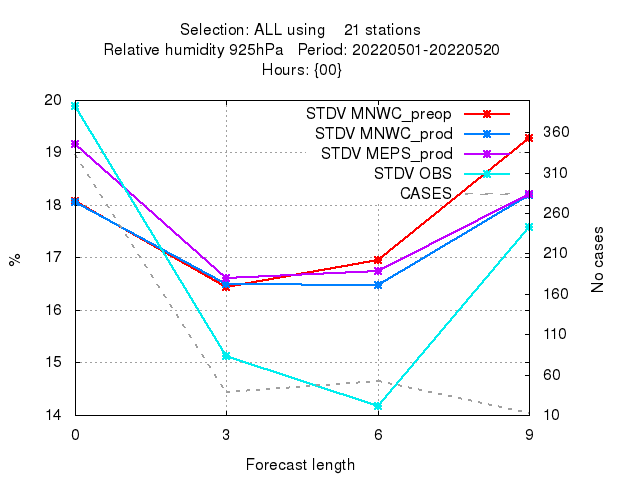 Selection: ALL using 21 stations
Relative humidity 925hPa Period: 20220501-20220520
Hours: {00}
STDV MNWC_preop
STDV MNWC_prod
STDV MEPS_prod
STDV OBS
CASES
20
19
18
17
16
15
14
%
360
310
260
210
160
110
60
10
No cases
0 3 6 9
Forecast length